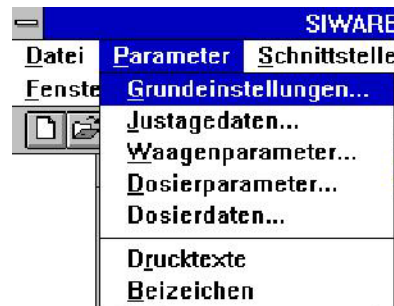 SIWARE
Datei Parameter Schnittstelle
Fenste
Grundeinstellungen...
Justagedaten...
Waagenparameter...
Dosierparameter...
Dosierdaten...
Drucktexte
Beizeichen